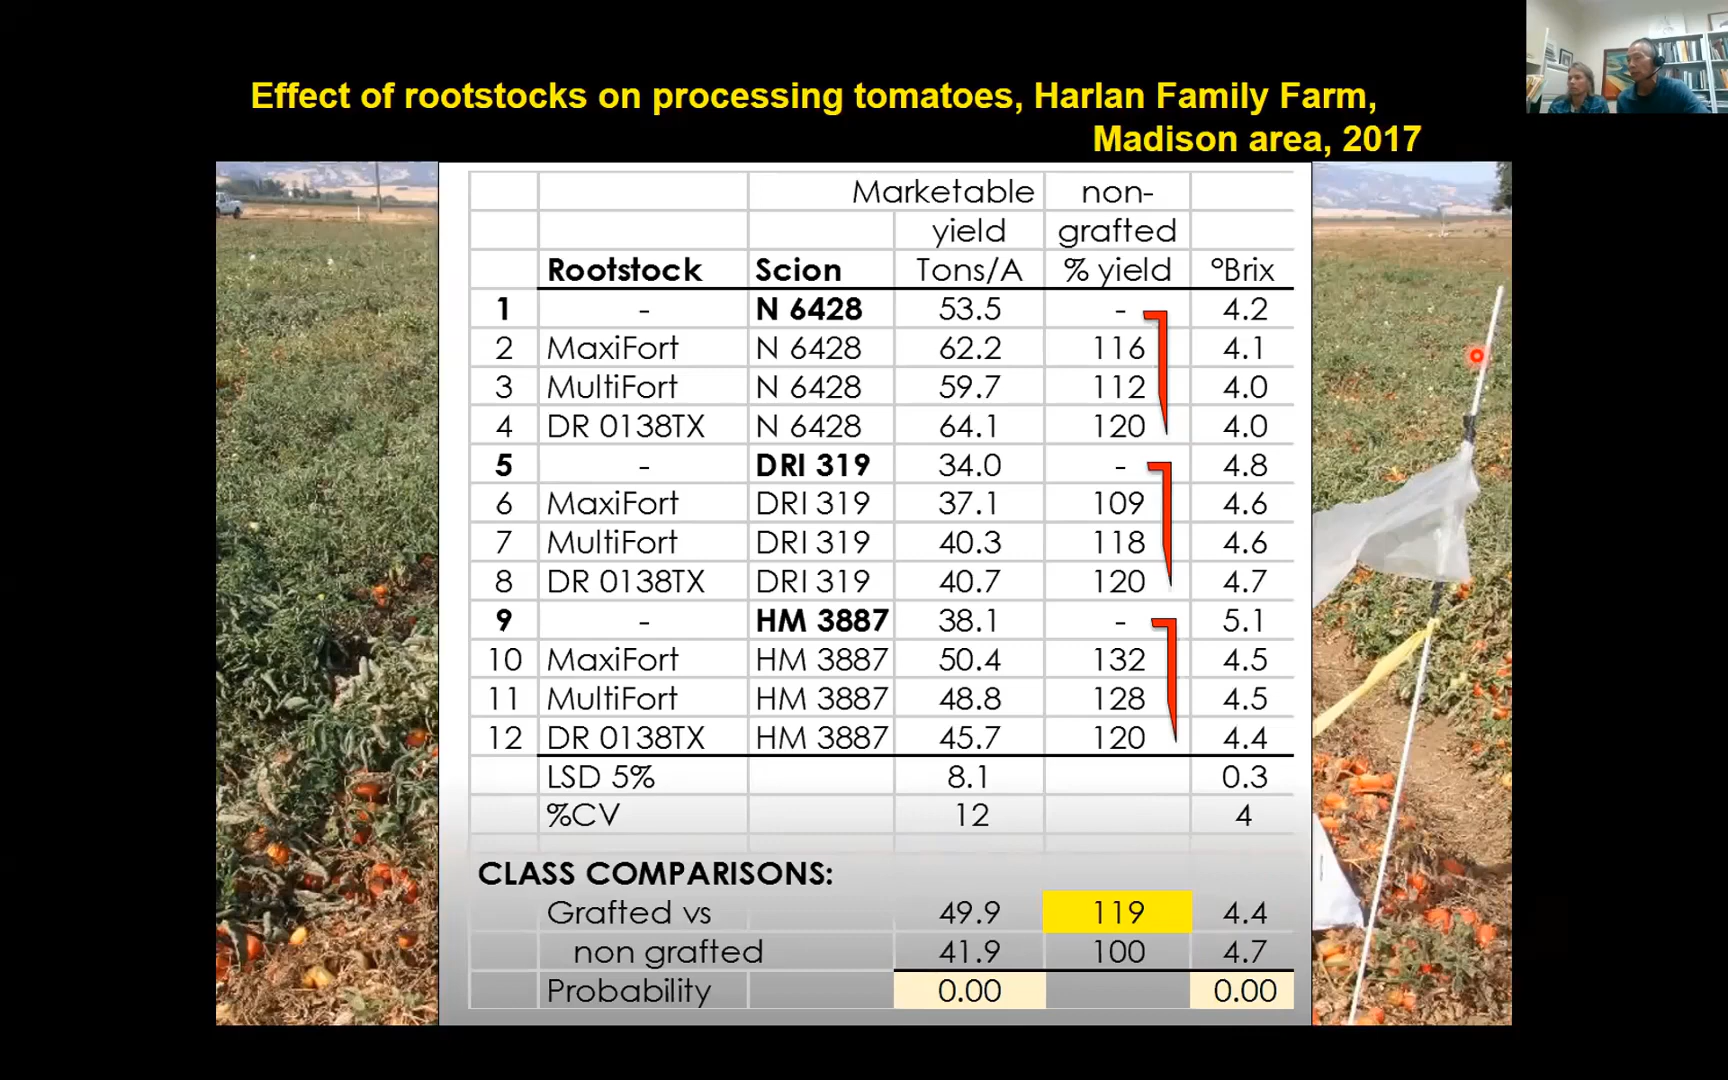 Effect of rootstocks on processing tomatoes, Harlan Family Farm,
Madison area, 2017
Marketable non-
yield grafted
Rootstock Scion Tons/A % yield °Brix
1 - N 6428 53.5 - 4.2
2 MaxiFort N 6428 62.2 116 4.1
3 MultiFort N 6428 59.7 112 4.0
4 DR 0138TX N 6428 64.1 120 4.0
5 - DRI 319 34.0 - 4.8
6 MaxiFort DRI 319 37.1 109 4.6
7 MultiFort DRI 319 40.3 118 4.6
8 DR 0138TX DRI 319 40.7 120 4.7
9 - HM 3887 38.1 - 5.1
10 MaxiFort HM 3887 50.4 132 4.5
11 MultiFort HM 3887 48.8 128 4.5
12 DR 0138TX HM 3887 45.7 120 4.4
LSD 5% 8.1 0.3
%CV 12 4
CLASS COMPARISONS:
Grafted vs 49.9 119 4.4
non grafted 41.9 100 4.7
Probability 0.00 0.00